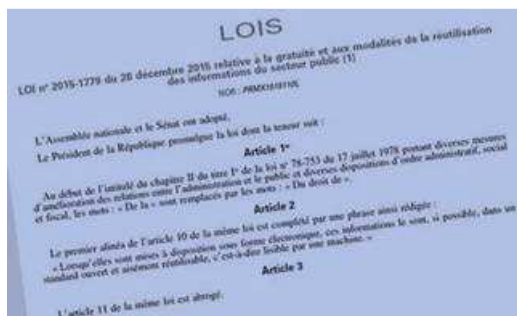 LOIS
LOI n° 2015-1779 du 28 décembre 2015 relative à la gratuité et aux modalités de la réutilisation
des informations du secteur public (1)
NOR :
L'Assemblée nationale et le Sénat ont adopté,
Le Président de la République promulgue la loi dont la teneur suit :
Article 1er
Au début de l'intitulé du chapitre II du titre Ier de la loi n° 78-753 du 17 juillet 1978 portant diverses mesures
d'amélioration des relations entre l'administration et le public et diverses dispositions d'ordre administratif, social
et fiscal, les mots : « De la » sont remplacés par les mots : « Du droit de ».
Article 2
Le premier alinéa de l'article 10 de la même loi est complété par une phrase ainsi rédigée :
« Lorsqu'elles sont mises à disposition sous forme électronique, ces informations le sont, si possible, dans un
standard ouvert et aisément réutilisable, c'est-à-dire lisible par une machine. »
Article 3
L'article 11 de la même loi est abrogé.